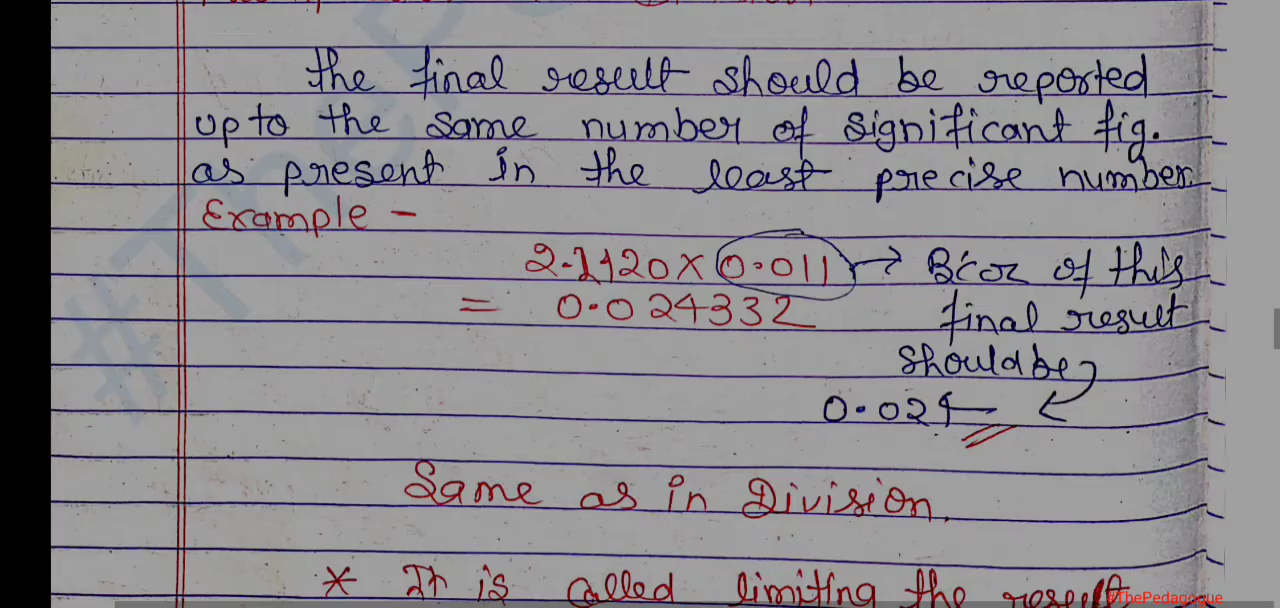 the final result should be reported
upto the same number of significant fig.
as present in the least precise number.
Example -
2.2120 × 0.011 → Bcoz of this
= 0.024332 final result
should be
0.024
Same as in Division.
* It is called limiting the result
#ThePedagogue